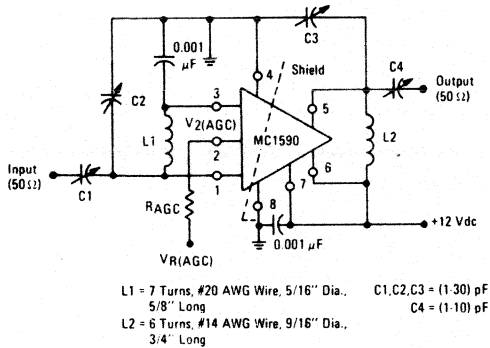 C3
0.001
μF
4
Shield
C4
Output
(50Ω)
C2
3
5
V2(AGC)
L1
MC1590
L2
2
Input
(50Ω)
6
1
7
C1
RAGC
8
+12 Vdc
0.001 μF
VR(AGC)
L1 = 7 Turns, #20 AWG Wire, 5/16" Dia.,
5/8" Long
C1,C2,C3 = (1-30) pF
C4 = (1-10) pF
L2 = 6 Turns, #14 AWG Wire, 9/16" Dia.,
3/4" Long